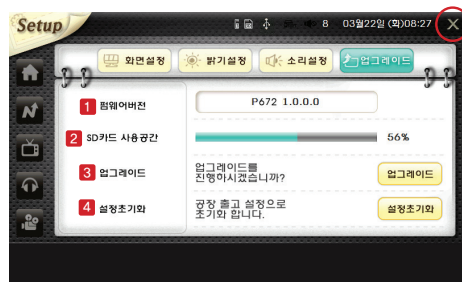 Setup
8 03월22일 (화)08:27
화면설정 밝기설정 소리설정 업그레이드
1 펌웨어버전 P672 1.0.0.0
2 SD카드 사용공간 56%
3 업그레이드 업그레이드를
진행하시겠습니까? 업그레이드
4 설정초기화 공장 출고 설정으로
초기화 합니다. 설정초기화